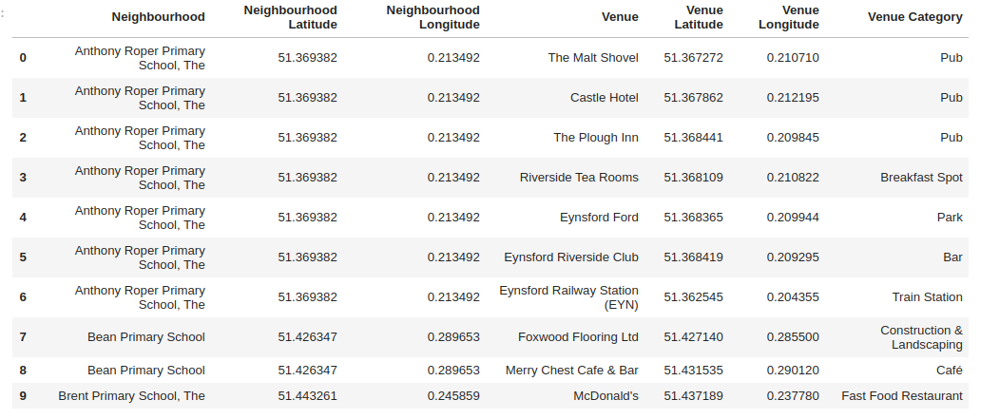 :
Neighbourhood Neighbourhood Latitude Neighbourhood Longitude Venue Venue Latitude Venue Longitude Venue Category
0 Anthony Roper Primary School, The 51.369382 0.213492 The Malt Shovel 51.367272 0.210710 Pub
1 Anthony Roper Primary School, The 51.369382 0.213492 Castle Hotel 51.367862 0.212195 Pub
2 Anthony Roper Primary School, The 51.369382 0.213492 The Plough Inn 51.368441 0.209845 Pub
3 Anthony Roper Primary School, The 51.369382 0.213492 Riverside Tea Rooms 51.368109 0.210822 Breakfast Spot
4 Anthony Roper Primary School, The 51.369382 0.213492 Eynsford Ford 51.368365 0.209944 Park
5 Anthony Roper Primary School, The 51.369382 0.213492 Eynsford Riverside Club 51.368419 0.209295 Bar
6 Anthony Roper Primary School, The 51.369382 0.213492 Eynsford Railway Station (EYN) 51.362545 0.204355 Train Station
7 Bean Primary School 51.426347 0.289653 Foxwood Flooring Ltd 51.427140 0.285500 Construction & Landscaping
8 Bean Primary School 51.426347 0.289653 Merry Chest Cafe & Bar 51.431535 0.290120 Café
9 Brent Primary School, The 51.443261 0.245859 McDonald's 51.437189 0.237780 Fast Food Restaurant